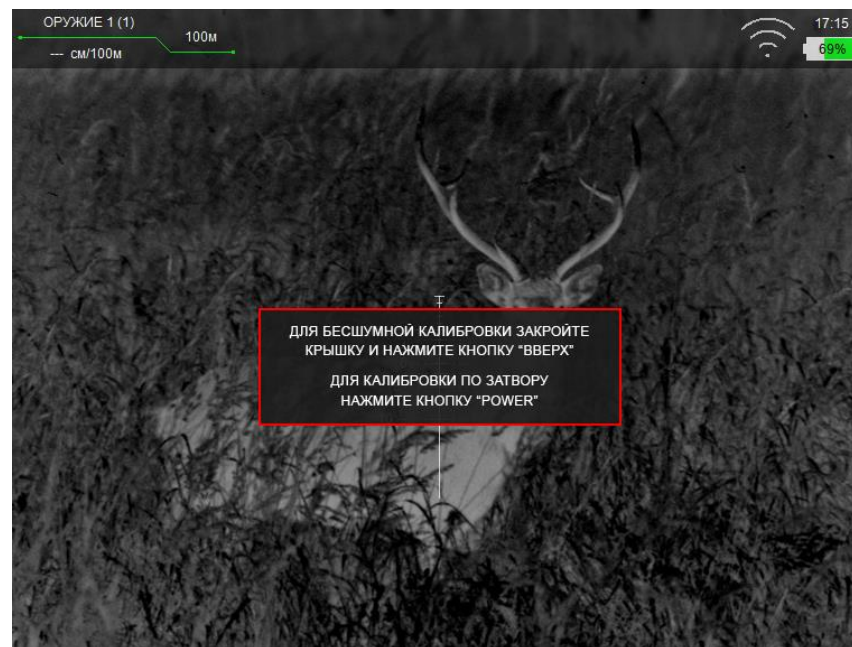 ОРУЖИЕ 1 (1)
100м
--- см/100м
17:15
69%
ДЛЯ БЕСШУМНОЙ КАЛИБРОВКИ ЗАКРОЙТЕ
КРЫШКУ И НАЖМИТЕ КНОПКУ “ВВЕРХ”
ДЛЯ КАЛИБРОВКИ ПО ЗАТВОРУ
НАЖМИТЕ КНОПКУ “POWER”